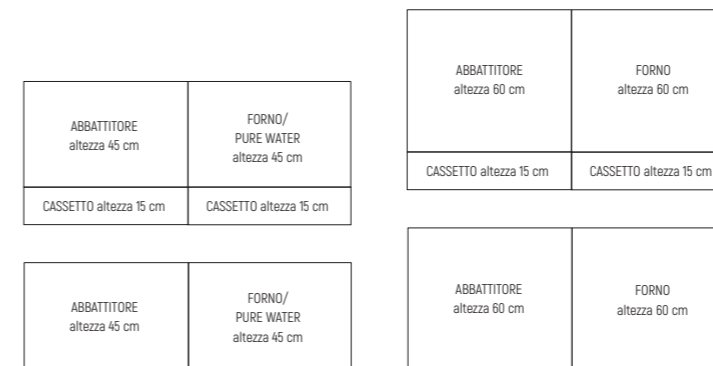 ABBATTITORE
altezza 45 cm
FORNO/
PURE WATER
altezza 45 cm
CASSETTO altezza 15 cm
CASSETTO altezza 15 cm
ABBATTITORE
altezza 45 cm
FORNO/
PURE WATER
altezza 45 cm
ABBATTITORE
altezza 60 cm
FORNO
altezza 60 cm
CASSETTO altezza 15 cm
CASSETTO altezza 15 cm
ABBATTITORE
altezza 60 cm
FORNO
altezza 60 cm